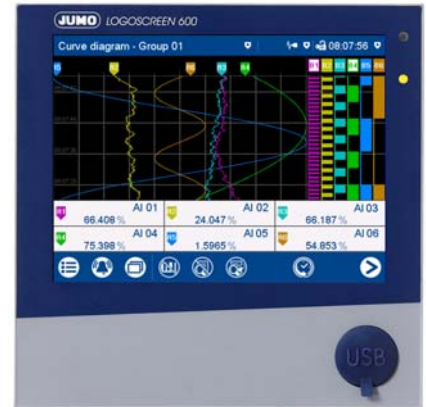 JUMO LOGOSCREEN 600
Curve diagram - Group 01 08:07:56
AI 01
66.408 %
AI 02
24.047 %
AI 03
66.187 %
AI 04
75.398 %
AI 05
1.5965 %
AI 06
54.853 %
USB